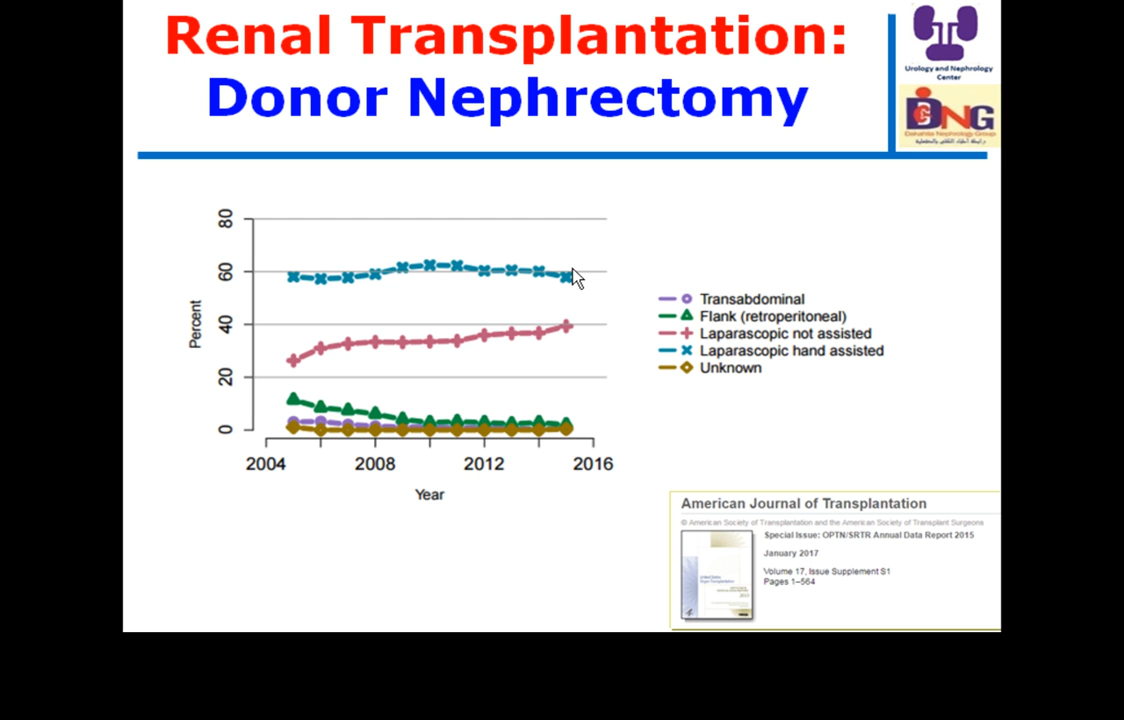 Renal Transplantation:
Donor Nephrectomy
Urology and Nephrology
Center
DNG
Dakahlia Nephrology Group
80
60
40
20
0
Percent
2004
2008
2012
2016
Year
Transabdominal
Flank (retroperitoneal)
Laparascopic not assisted
Laparascopic hand assisted
Unknown
American Journal of Transplantation
© American Society of Transplantation and the American Society of Transplant Surgeons
Special Issue: OPTN/SRTR Annual Data Report 2015
January 2017
Volume 17, Issue Supplement S1
Pages 1–564